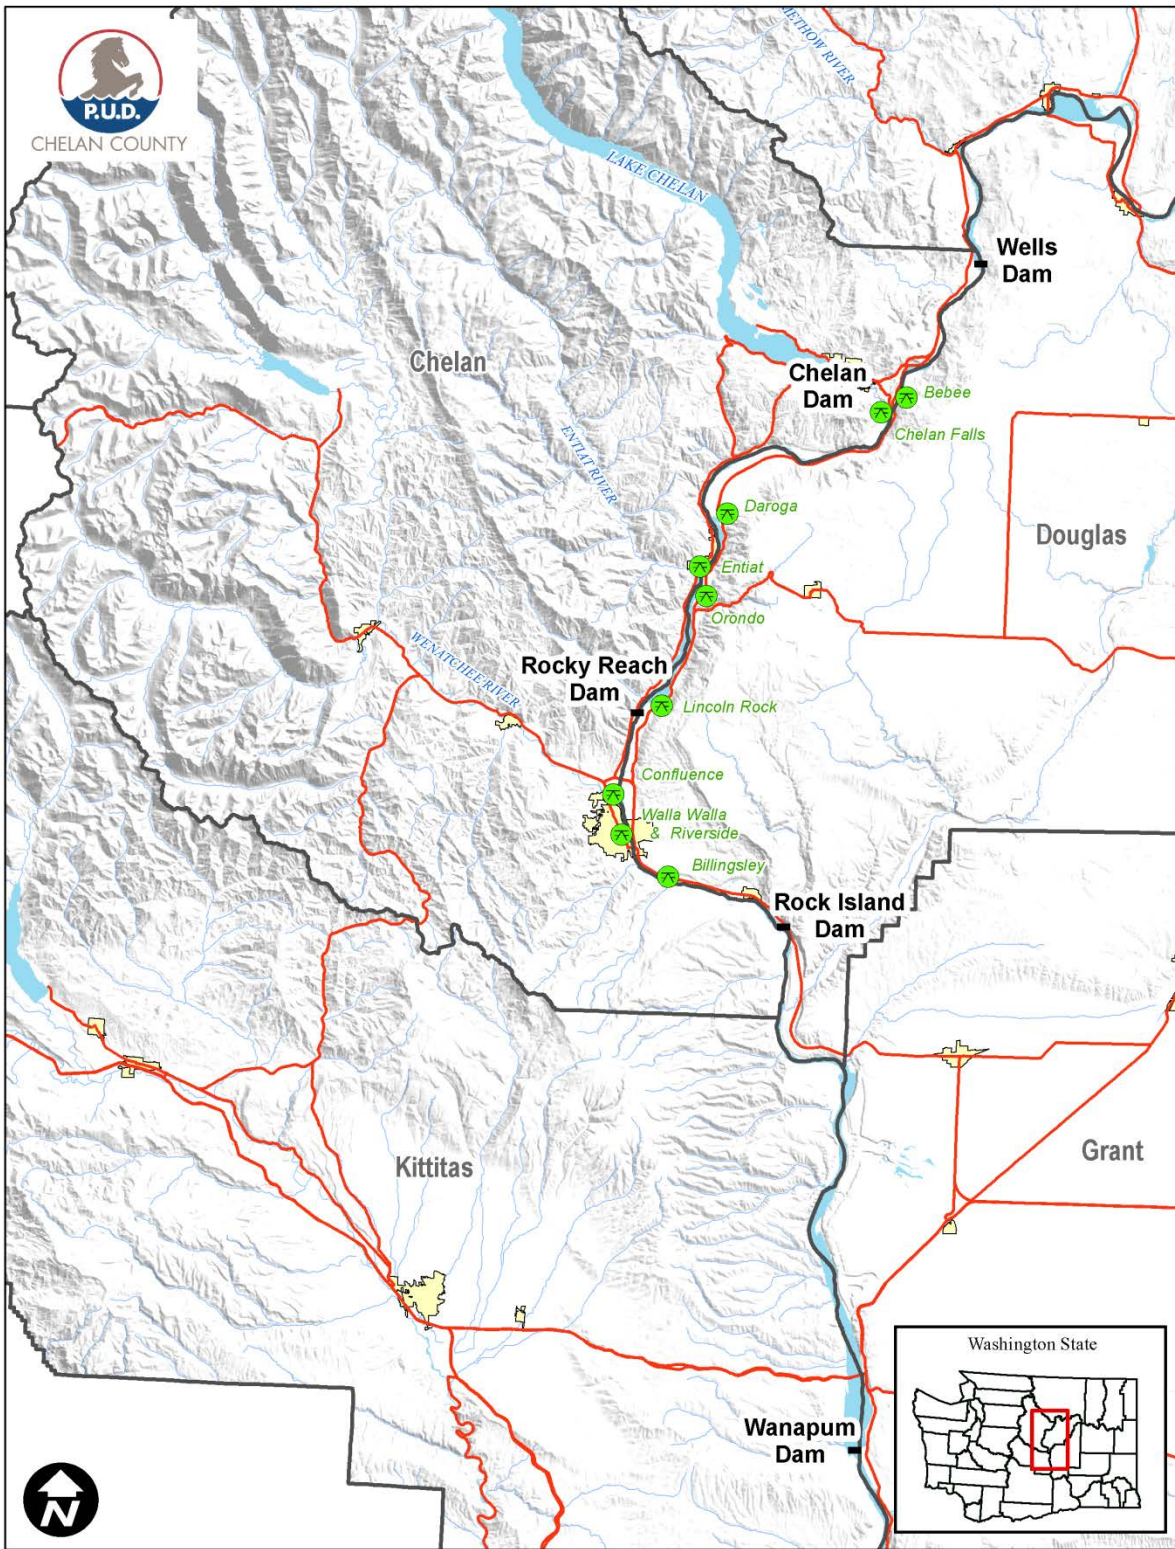 P.U.D.
CHELAN COUNTY
METHOW RIVER
LAKE CHELAN
Wells
Dam
Chelan
Chelan
Dam
Bebee
Chelan Falls
ENTIAT RIVER
Daroga
Douglas
Entiat
Orondo
WENATCHEE RIVER
Rocky Reach
Dam
Lincoln Rock
Confluence
Walla Walla
& Riverside
Billingsley
Rock Island
Dam
Kittitas
Grant
Washington State
Wanapum
Dam
N